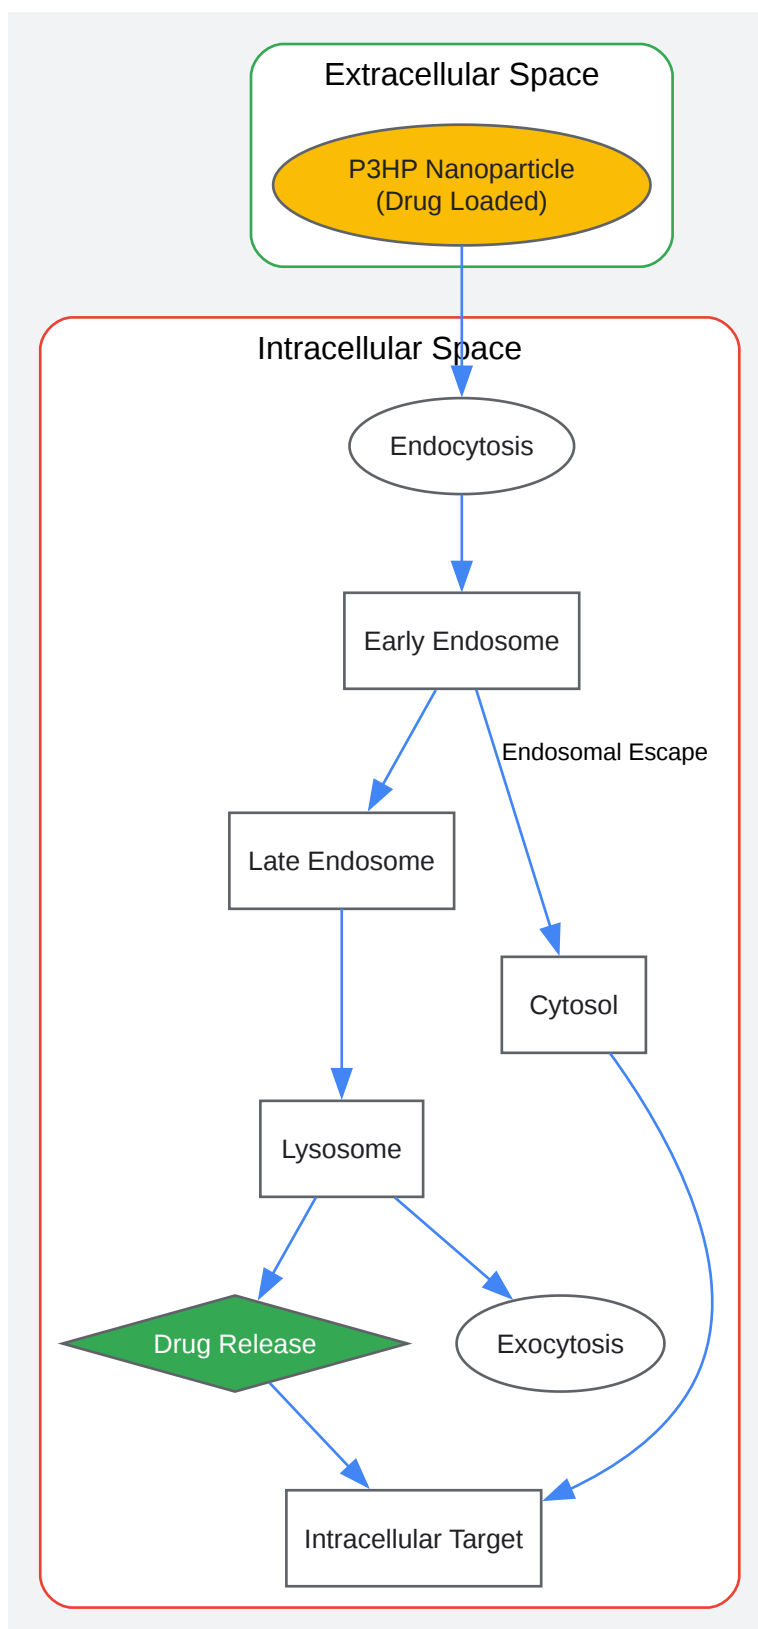 Extracellular Space
P3HP Nanoparticle
(Drug Loaded)
Intracellular Space
Endocytosis
Early Endosome
Endosomal Escape
Late Endosome
Cytosol
Lysosome
Drug Release
Exocytosis
Intracellular Target